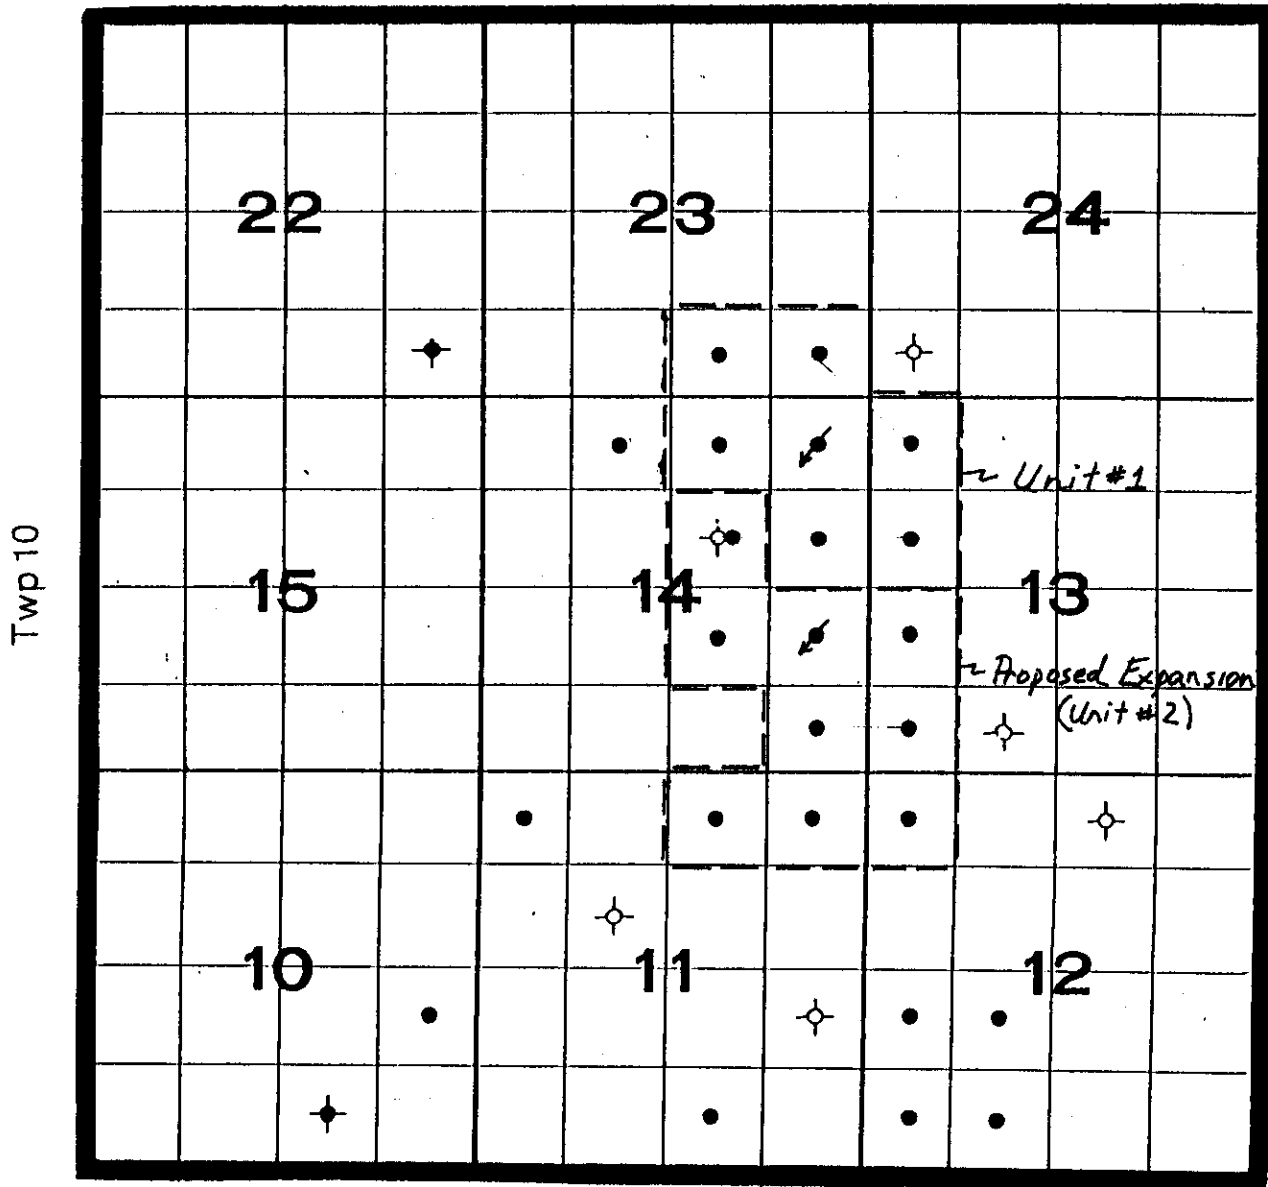 22 23 24
Unit #1
Twp 10
15 14 13
Proposed Expansion
(Unit #2)
10 11 12